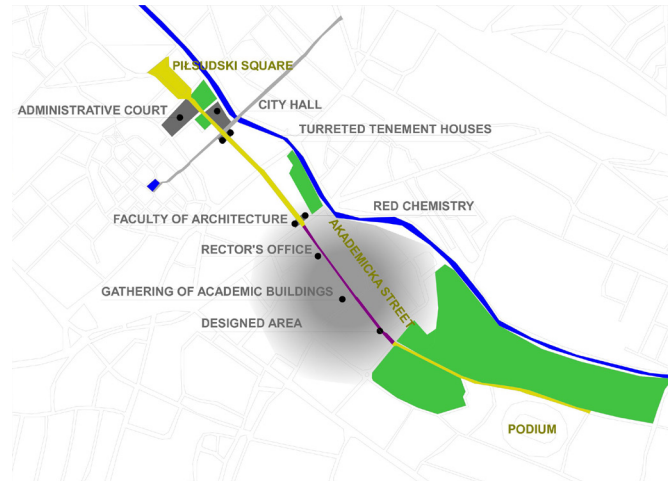 PIŁSUDSKI SQUARE
ADMINISTRATIVE COURT
CITY HALL
TURRETED TENEMENT HOUSES
RED CHEMISTRY
FACULTY OF ARCHITECTURE
AKADEMICKA STREET
RECTOR'S OFFICE
GATHERING OF ACADEMIC BUILDINGS
DESIGNED AREA
PODIUM